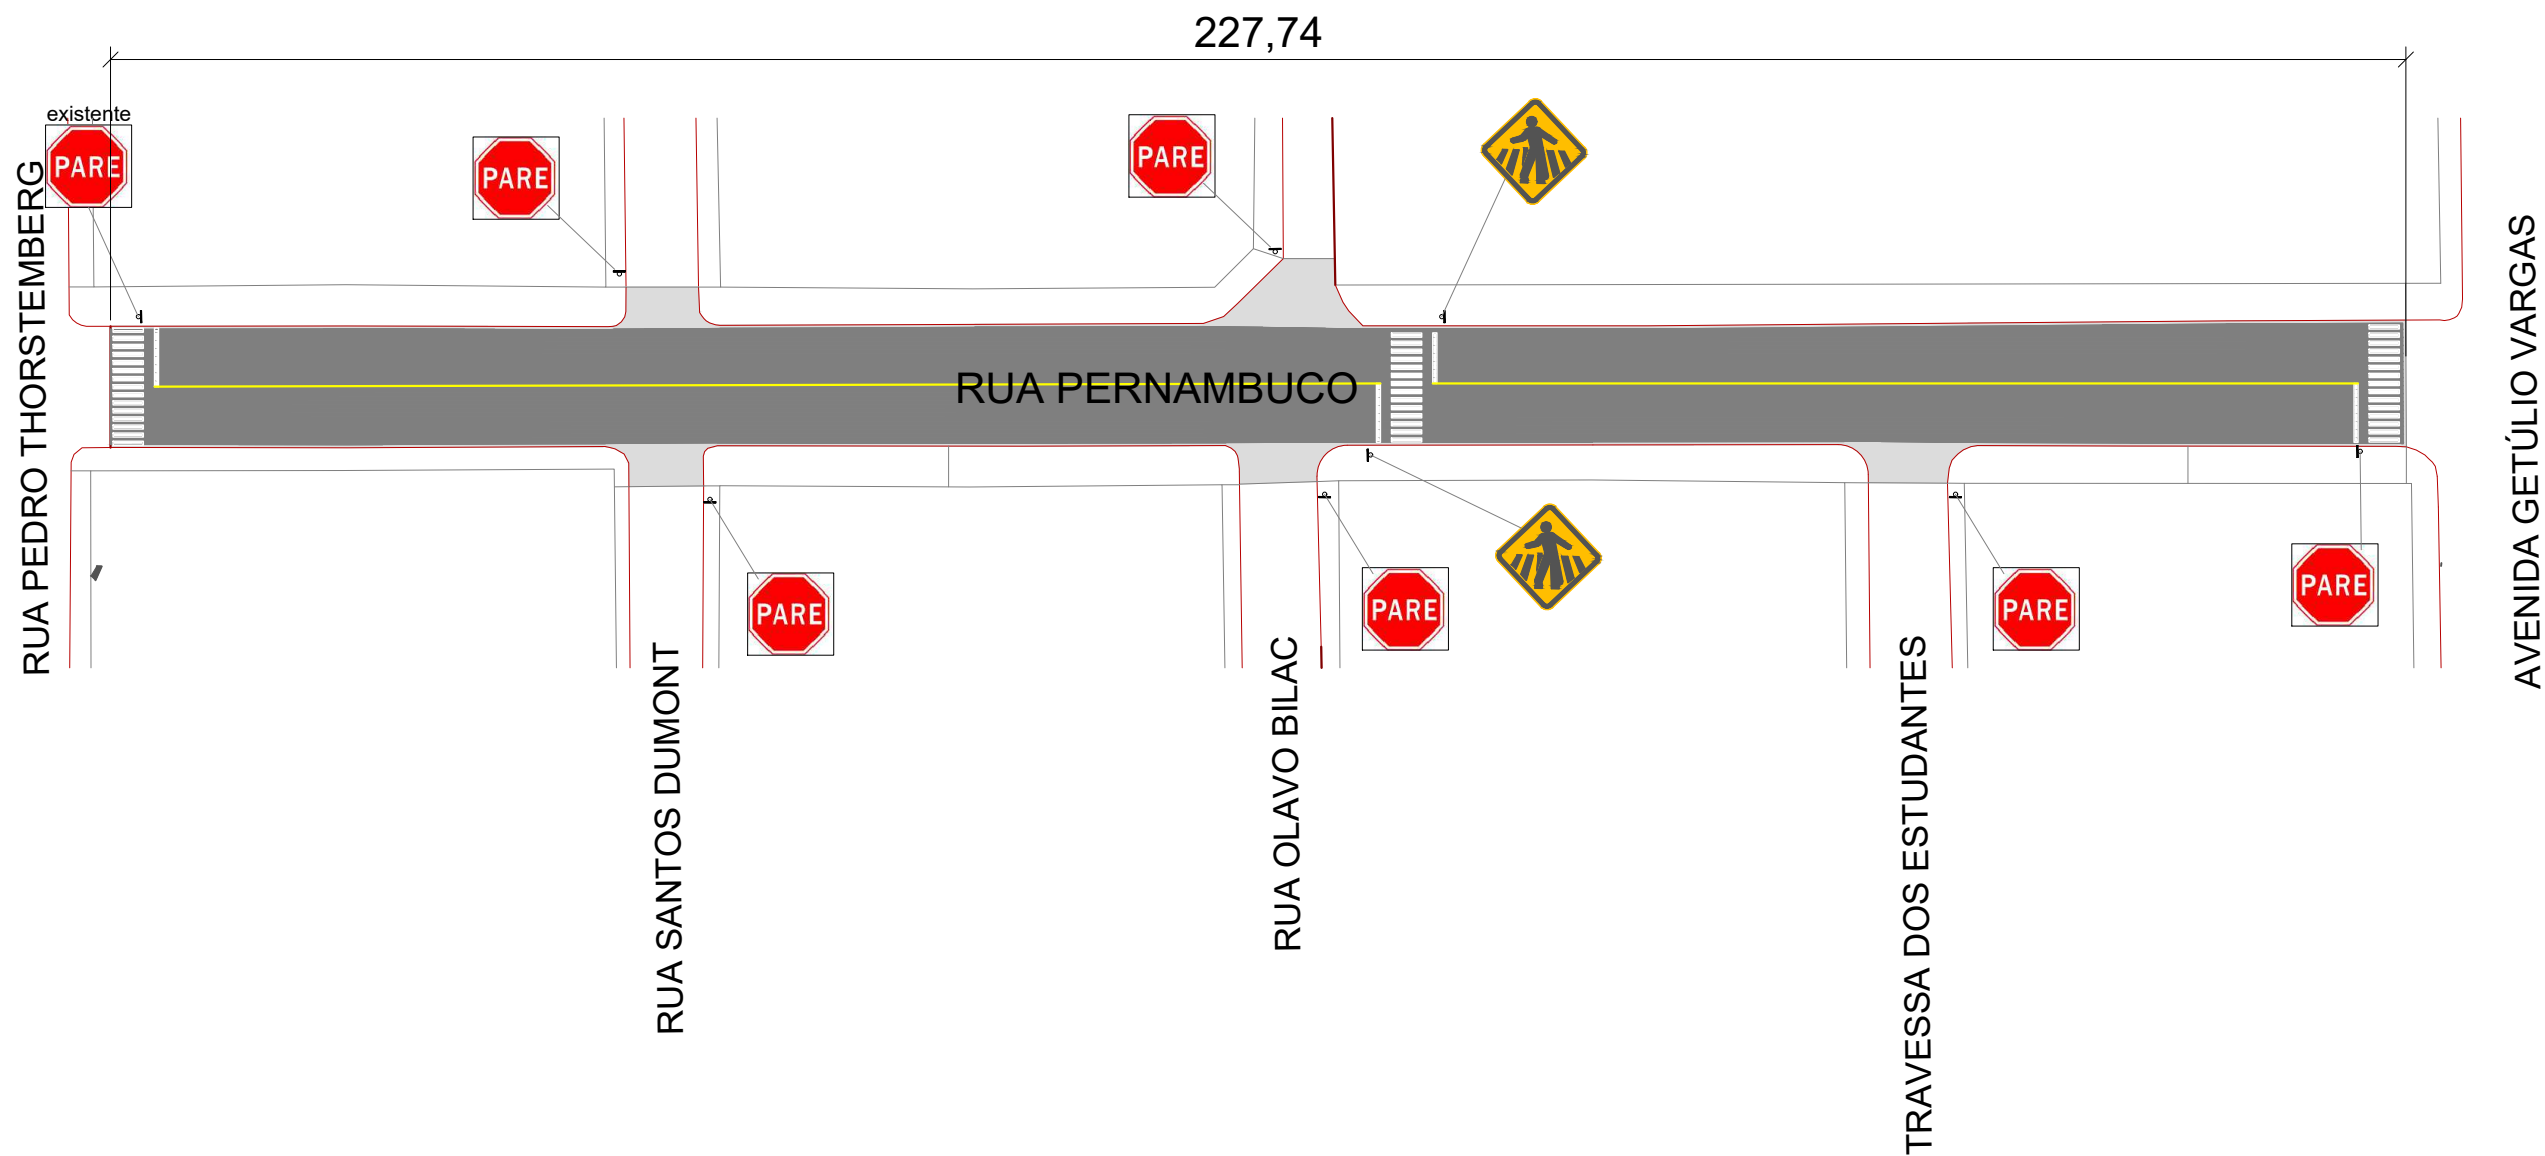 227,74
existente
PARE
PARE
PARE
RUA PEDRO THORSTEMBERG
AVENIDA GETÚLIO VARGAS
RUA PERNAMBUCO
PARE
PARE
PARE
PARE
RUA SANTOS DUMONT
RUA OLAVO BILAC
TRAVESSA DOS ESTUDANTES